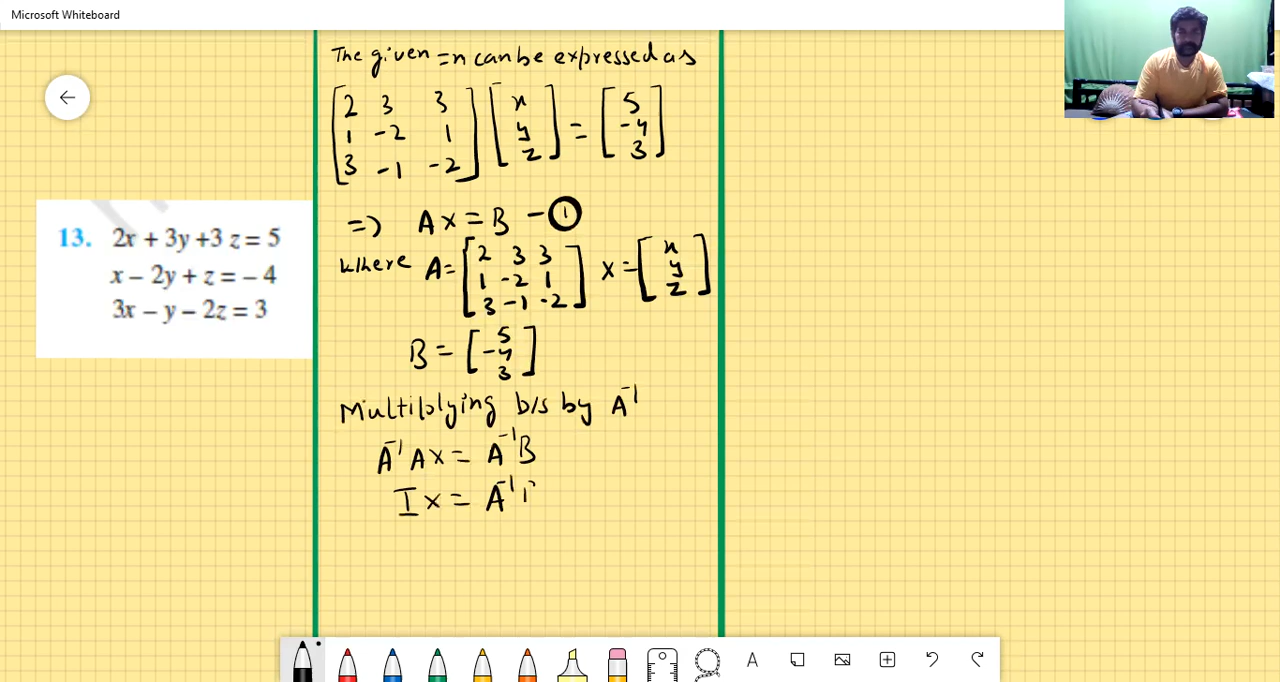 Microsoft Whiteboard
13. 2x + 3y +3 z = 5
x – 2y + z = – 4
3x – y – 2z = 3
The given =n can be expressed as
[2 3 3
1 -2 1
3 -1 -2] [x
y
z] = [5
-4
3]
=> AX = B - ①
Where A = [2 3 3
1 -2 1
3 -1 -2] X = [x
y
z]
B = [5
-4
3]
Multiplying b/s by A⁻¹
A⁻¹AX = A⁻¹B
IX = A⁻¹
A